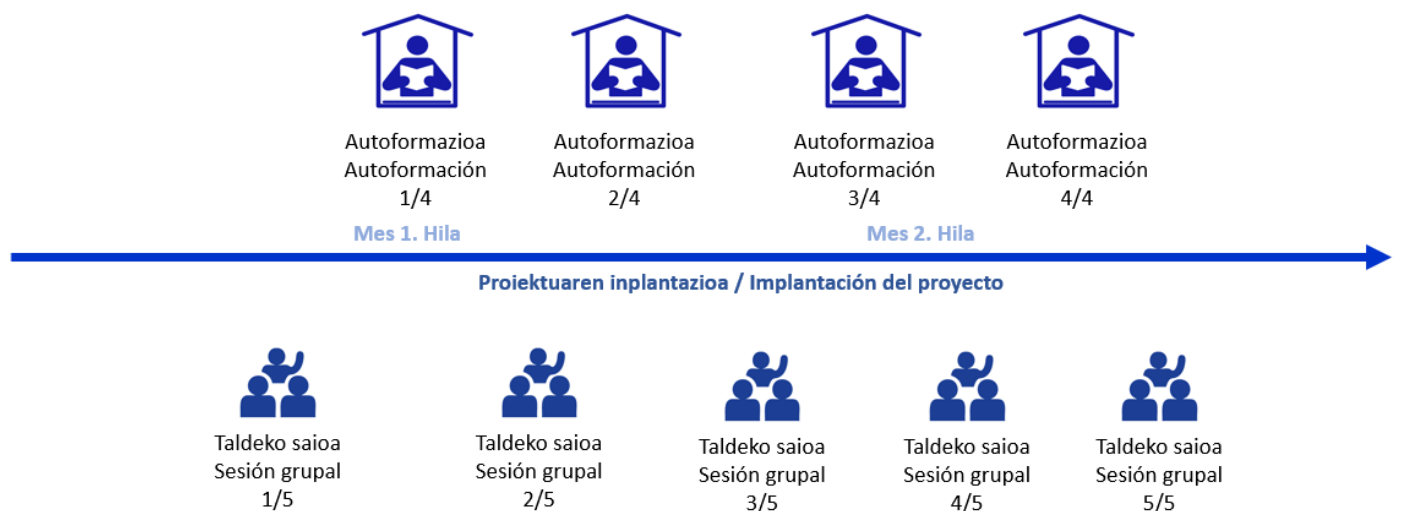 Autoformazioa
Autoformación
1/4
Autoformazioa
Autoformación
2/4
Autoformazioa
Autoformación
3/4
Autoformazioa
Autoformación
4/4
Mes 1. Hila
Mes 2. Hila
Proiektuaren inplantazioa / Implantación del proyecto
Taldeko saioa
Sesión grupal
1/5
Taldeko saioa
Sesión grupal
2/5
Taldeko saioa
Sesión grupal
3/5
Taldeko saioa
Sesión grupal
4/5
Taldeko saioa
Sesión grupal
5/5